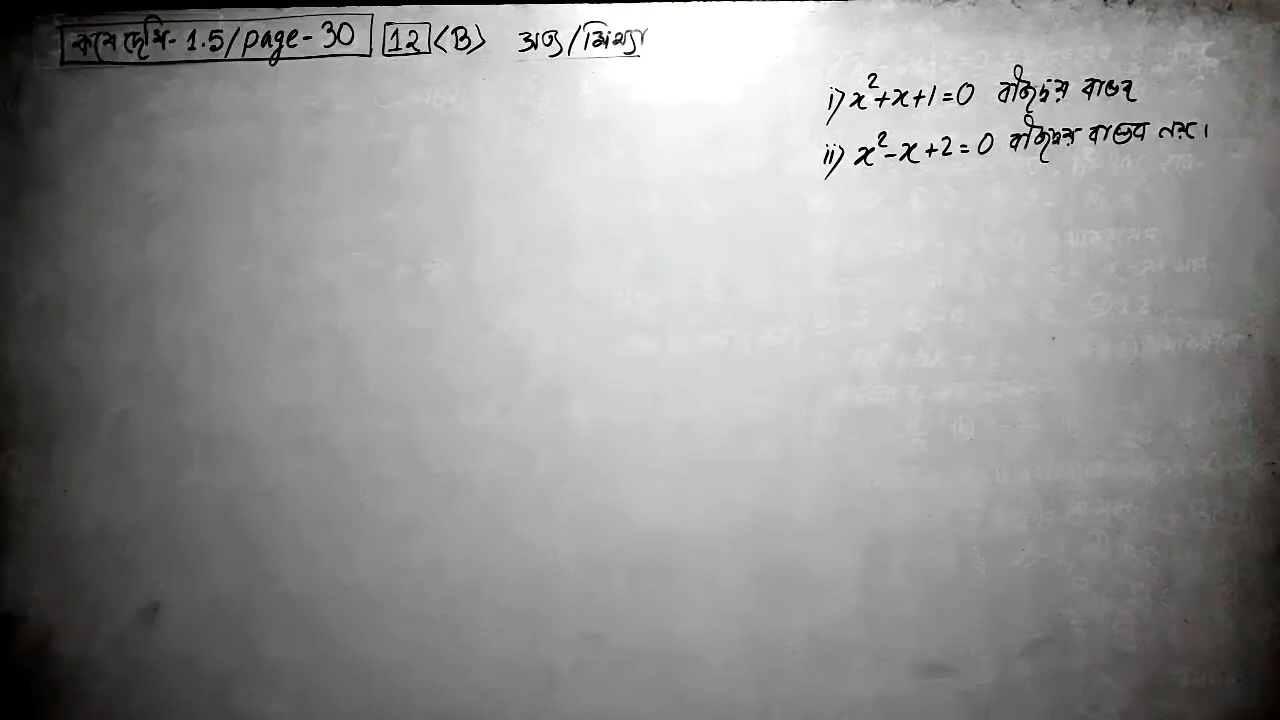 কষে দেখি- 1.5/page-30 12 <B> সত্য/মিথ্যা
i) x²+x+1=0 বীজদ্বয় বাস্তব
ii) x²-x+2=0 বীজদ্বয় বাস্তব নয়।